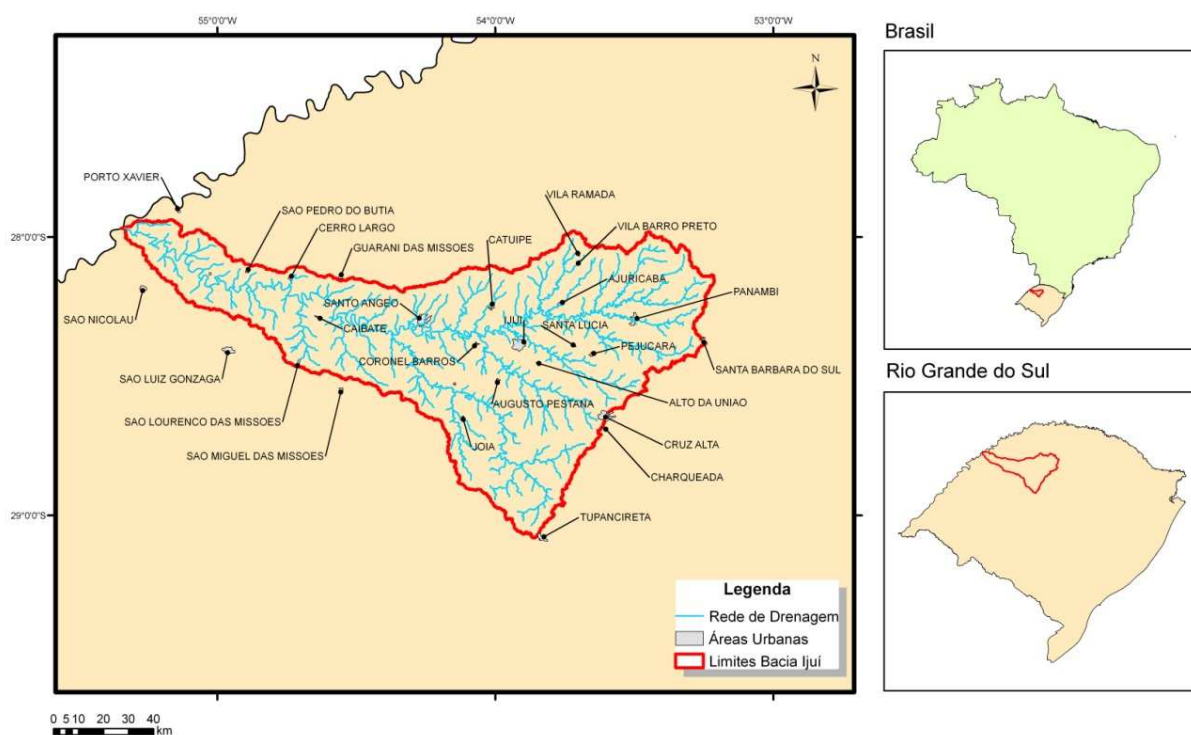 55°0'0"W
54°0'0"W
53°0'0"W
Brasil
N
PORTO XAVIER
VILA RAMADA
SAO PEDRO DO BUTIA
VILA BARRO PRETO
CERRO LARGO
28°0'0"S
GUARANI DAS MISSOES
CATUIPE
AJURICABA
PANAMBI
SANTO ANGEO
SAO NICOLAU
IJUI
SANTA LUCIA
CAIBATE
PEJUCARA
CORONEL BARROS
SANTA BARBARA DO SUL
Rio Grande do Sul
SAO LUIZ GONZAGA
ALTO DA UNIAO
AUGUSTO PESTANA
SAO LOURENCO DAS MISSOES
CRUZ ALTA
JOIA
SAO MIGUEL DAS MISSOES
CHARQUEADA
29°0'0"S
TUPANCIRETA
Legenda
Rede de Drenagem
Áreas Urbanas
Limites Bacia Ijuí
0 5 10 20 30 40
km